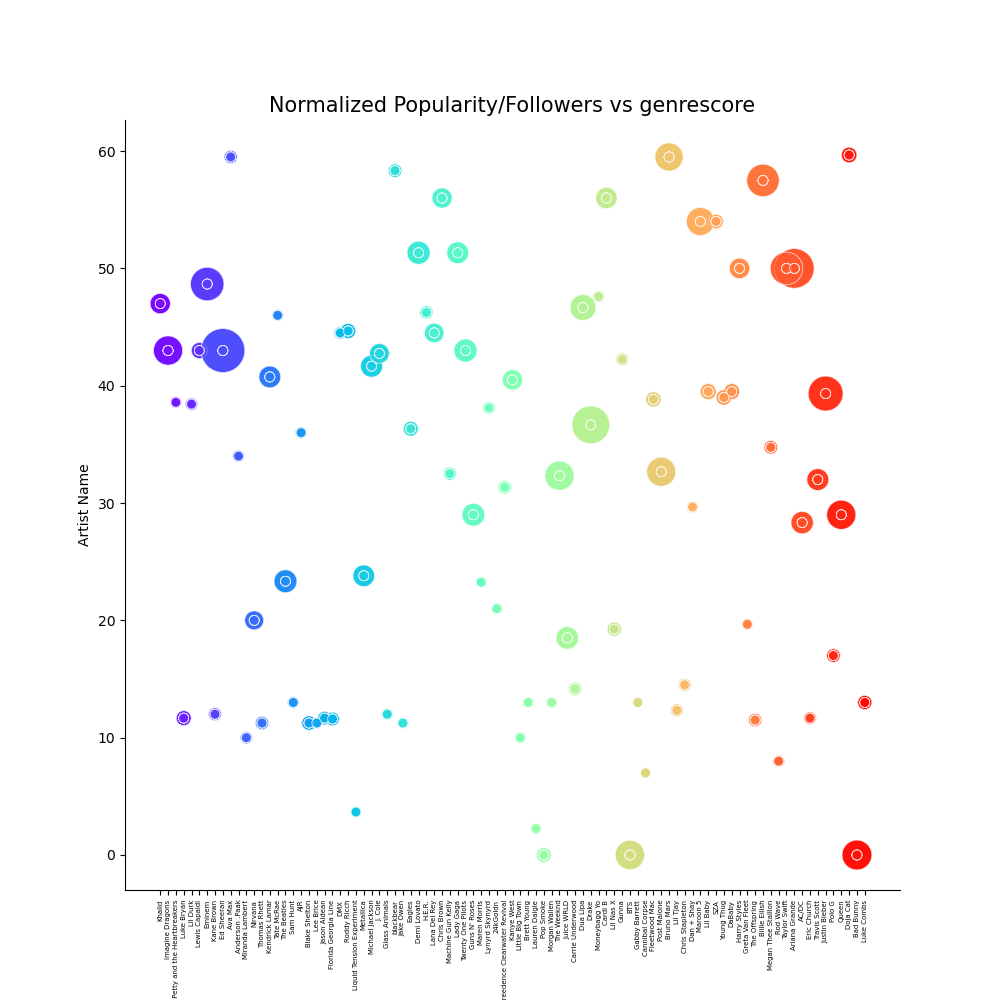 Normalized Popularity/Followers vs genrescore
Artist Name
60
50
40
30
20
10
0
Khalid
Imagine Dragons
Petty and the Heartbreakers
Luke Bryan
Lil Durk
Lewis Capaldi
Eminem
Kane Brown
Ed Sheeran
Ava Max
Anderson .Paak
Miranda Lambert
Nirvana
Thomas Rhett
Kendrick Lamar
Tate McRae
The Beatles
Sam Hunt
AJR
Blake Shelton
Lee Brice
Jason Aldean
Florida Georgia Line
DMX
Roddy Ricch
Liquid Tension Experiment
Metallica
Michael Jackson
J. Cole
Glass Animals
blackbear
Jake Owen
Eagles
Demi Lovato
H.E.R.
Lana Del Rey
Chris Brown
Machine Gun Kelly
Lady Gaga
Twenty One Pilots
Guns N' Roses
Maren Morris
Lynyrd Skynyrd
24kGoldn
reedence Clearwater Revival
Kanye West
Little Big Town
Brett Young
Lauren Daigle
Pop Smoke
Morgan Wallen
The Weeknd
Juice WRLD
Carrie Underwood
Dua Lipa
Drake
Moneybagg Yo
Cardi B
Lil Nas X
Gunna
BTS
Gabby Barrett
Cannibal Corpse
Fleetwood Mac
Post Malone
Bruno Mars
Lil Tjay
Chris Stapleton
Dan + Shay
Maroon 5
Lil Baby
SZA
Young Thug
DaBaby
Harry Styles
Greta Van Fleet
The Offspring
Billie Eilish
Megan Thee Stallion
Rod Wave
Taylor Swift
Ariana Grande
AC/DC
Eric Church
Travis Scott
Justin Bieber
Polo G
Queen
Doja Cat
Bad Bunny
Luke Combs